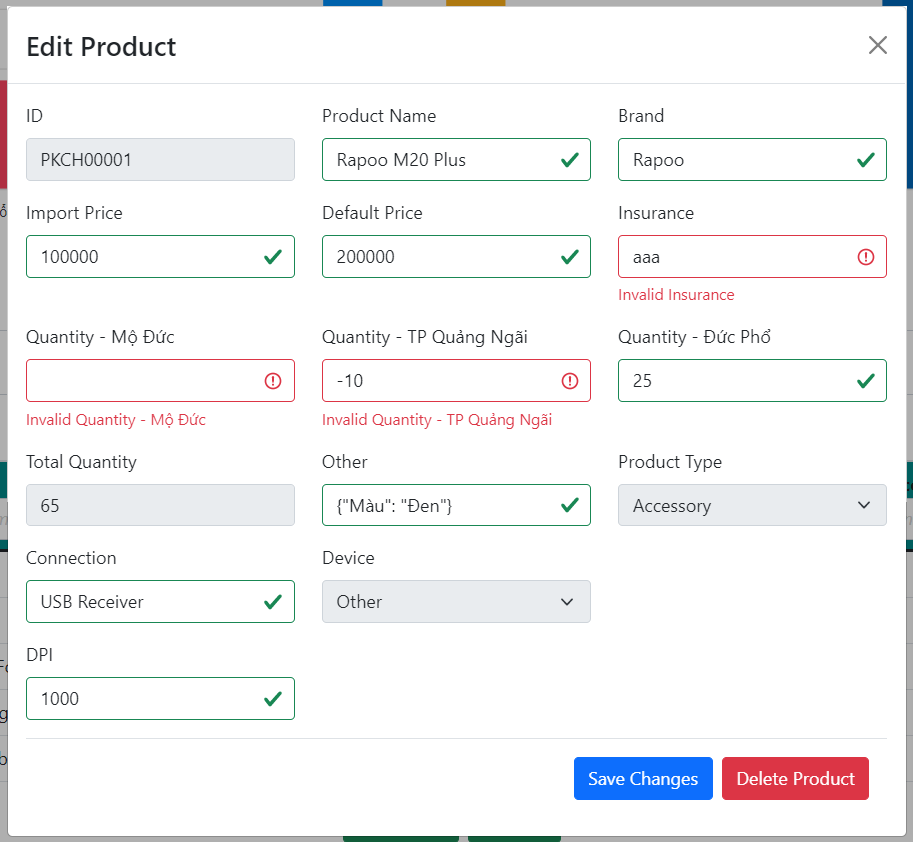 Edit Product
ID
Product Name
Brand
PKCH00001
Rapoo M20 Plus
Rapoo
Import Price
Default Price
Insurance
100000
200000
aaa
Invalid Insurance
Quantity - Mộ Đức
Quantity - TP Quảng Ngãi
Quantity - Đức Phổ
-10
25
Invalid Quantity - Mộ Đức
Invalid Quantity - TP Quảng Ngãi
Total Quantity
Other
Product Type
65
{"Màu": "Đen"}
Accessory
Connection
Device
USB Receiver
Other
DPI
1000
Save Changes
Delete Product